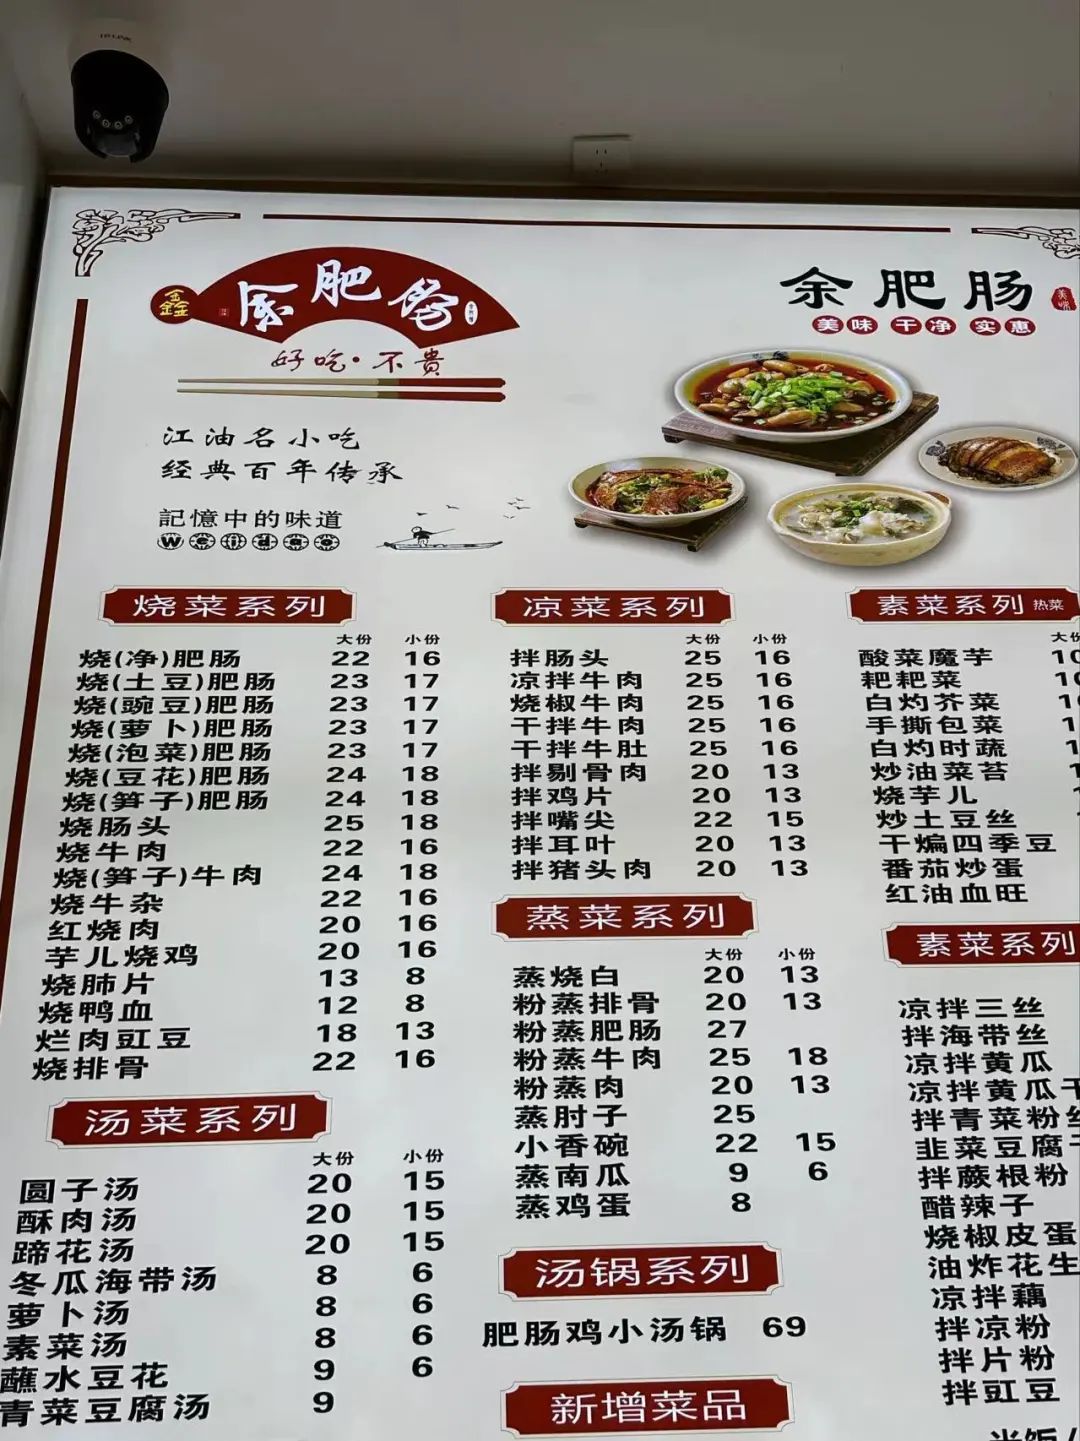 TP-LINK
鑫
余肥肠
好吃·不貴
江油名小吃
经典百年传承
記憶中的味道
weidao
余肥肠
美味
美味 干净 实惠
烧菜系列
大份 小份
烧(净)肥肠 22 16
烧(土豆)肥肠 23 17
烧(豌豆)肥肠 23 17
烧(萝卜)肥肠 23 17
烧(泡菜)肥肠 23 17
烧(豆花)肥肠 24 18
烧(笋子)肥肠 24 18
烧肠头 25 18
烧牛肉 22 16
烧(笋子)牛肉 24 18
烧牛杂 22 16
红烧肉 20 16
芋儿烧鸡 20 16
烧肺片 13 8
烧鸭血 12 8
烂肉豇豆 18 13
烧排骨 22 16
汤菜系列
大份 小份
圆子汤 20 15
酥肉汤 20 15
蹄花汤 20 15
冬瓜海带汤 8 6
萝卜汤 8 6
素菜汤 8 6
蘸水豆花 9 6
青菜豆腐汤 9
凉菜系列
大份 小份
拌肠头 25 16
凉拌牛肉 25 16
烧椒牛肉 25 16
干拌牛肉 25 16
干拌牛肚 25 16
拌剔骨肉 20 13
拌鸡片 20 13
拌嘴尖 22 15
拌耳叶 20 13
拌猪头肉 20 13
蒸菜系列
大份 小份
蒸烧白 20 13
粉蒸排骨 20 13
粉蒸肥肠 27
粉蒸牛肉 25 18
粉蒸肉 20 13
蒸肘子 25
小香碗 22 15
蒸南瓜 9 6
蒸鸡蛋 8
汤锅系列
肥肠鸡小汤锅 69
新增菜品
素菜系列 热菜
大份
酸菜魔芋 10
粑粑菜 10
白灼芥菜
手撕包菜
白灼时蔬
炒油菜苔
烧芋儿
炒土豆丝
干煸四季豆
番茄炒蛋
红油血旺
素菜系列
凉拌三丝
拌海带丝
凉拌黄瓜
凉拌黄瓜干
拌青菜粉丝
韭菜豆腐干
拌蕨根粉
醋辣子
烧椒皮蛋
油炸花生
凉拌藕
拌凉粉
拌片粉
拌豇豆
米饭